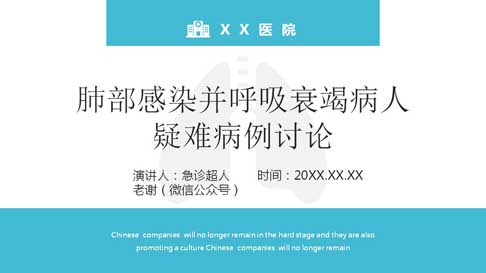 X X 医 院
肺部感染并呼吸衰竭病人
疑难病例讨论
演讲人：急诊超人 时间：20XX.XX.XX
老谢（微信公众号）
Chinese companies will no longer remain in the hard stage and they are also
promoting a culture Chinese companies will no longer remain